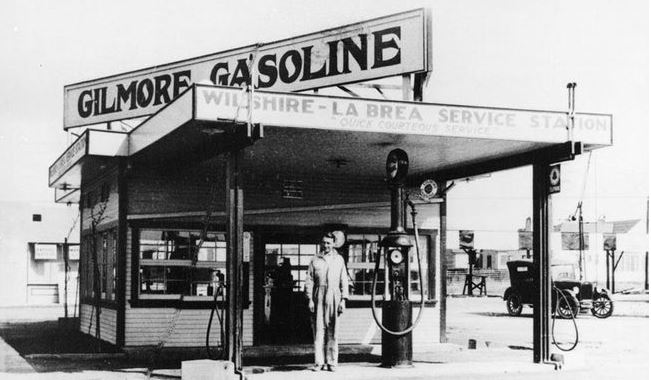 GILMORE GASOLINE
WILSHIRE-LA BREA SERVICE STATION
"QUICK COURTEOUS SERVICE"